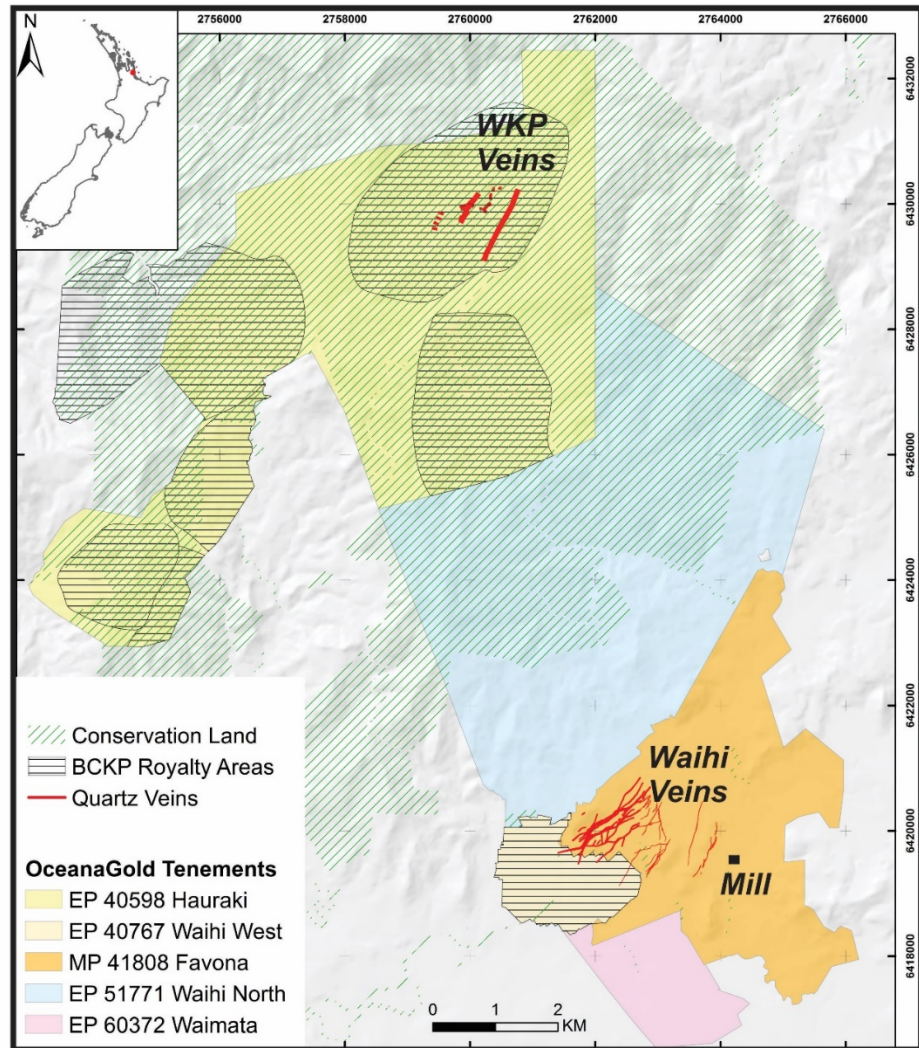 N
2756000
2758000
2760000
2762000
2764000
2766000
6432000
6430000
6428000
6426000
6424000
6422000
6420000
6418000
WKP
Veins
Waihi
Veins
Mill
Conservation Land
BCKP Royalty Areas
Quartz Veins
OceanaGold Tenements
EP 40598 Hauraki
EP 40767 Waihi West
MP 41808 Favona
EP 51771 Waihi North
EP 60372 Waimata
0 1 2
KM